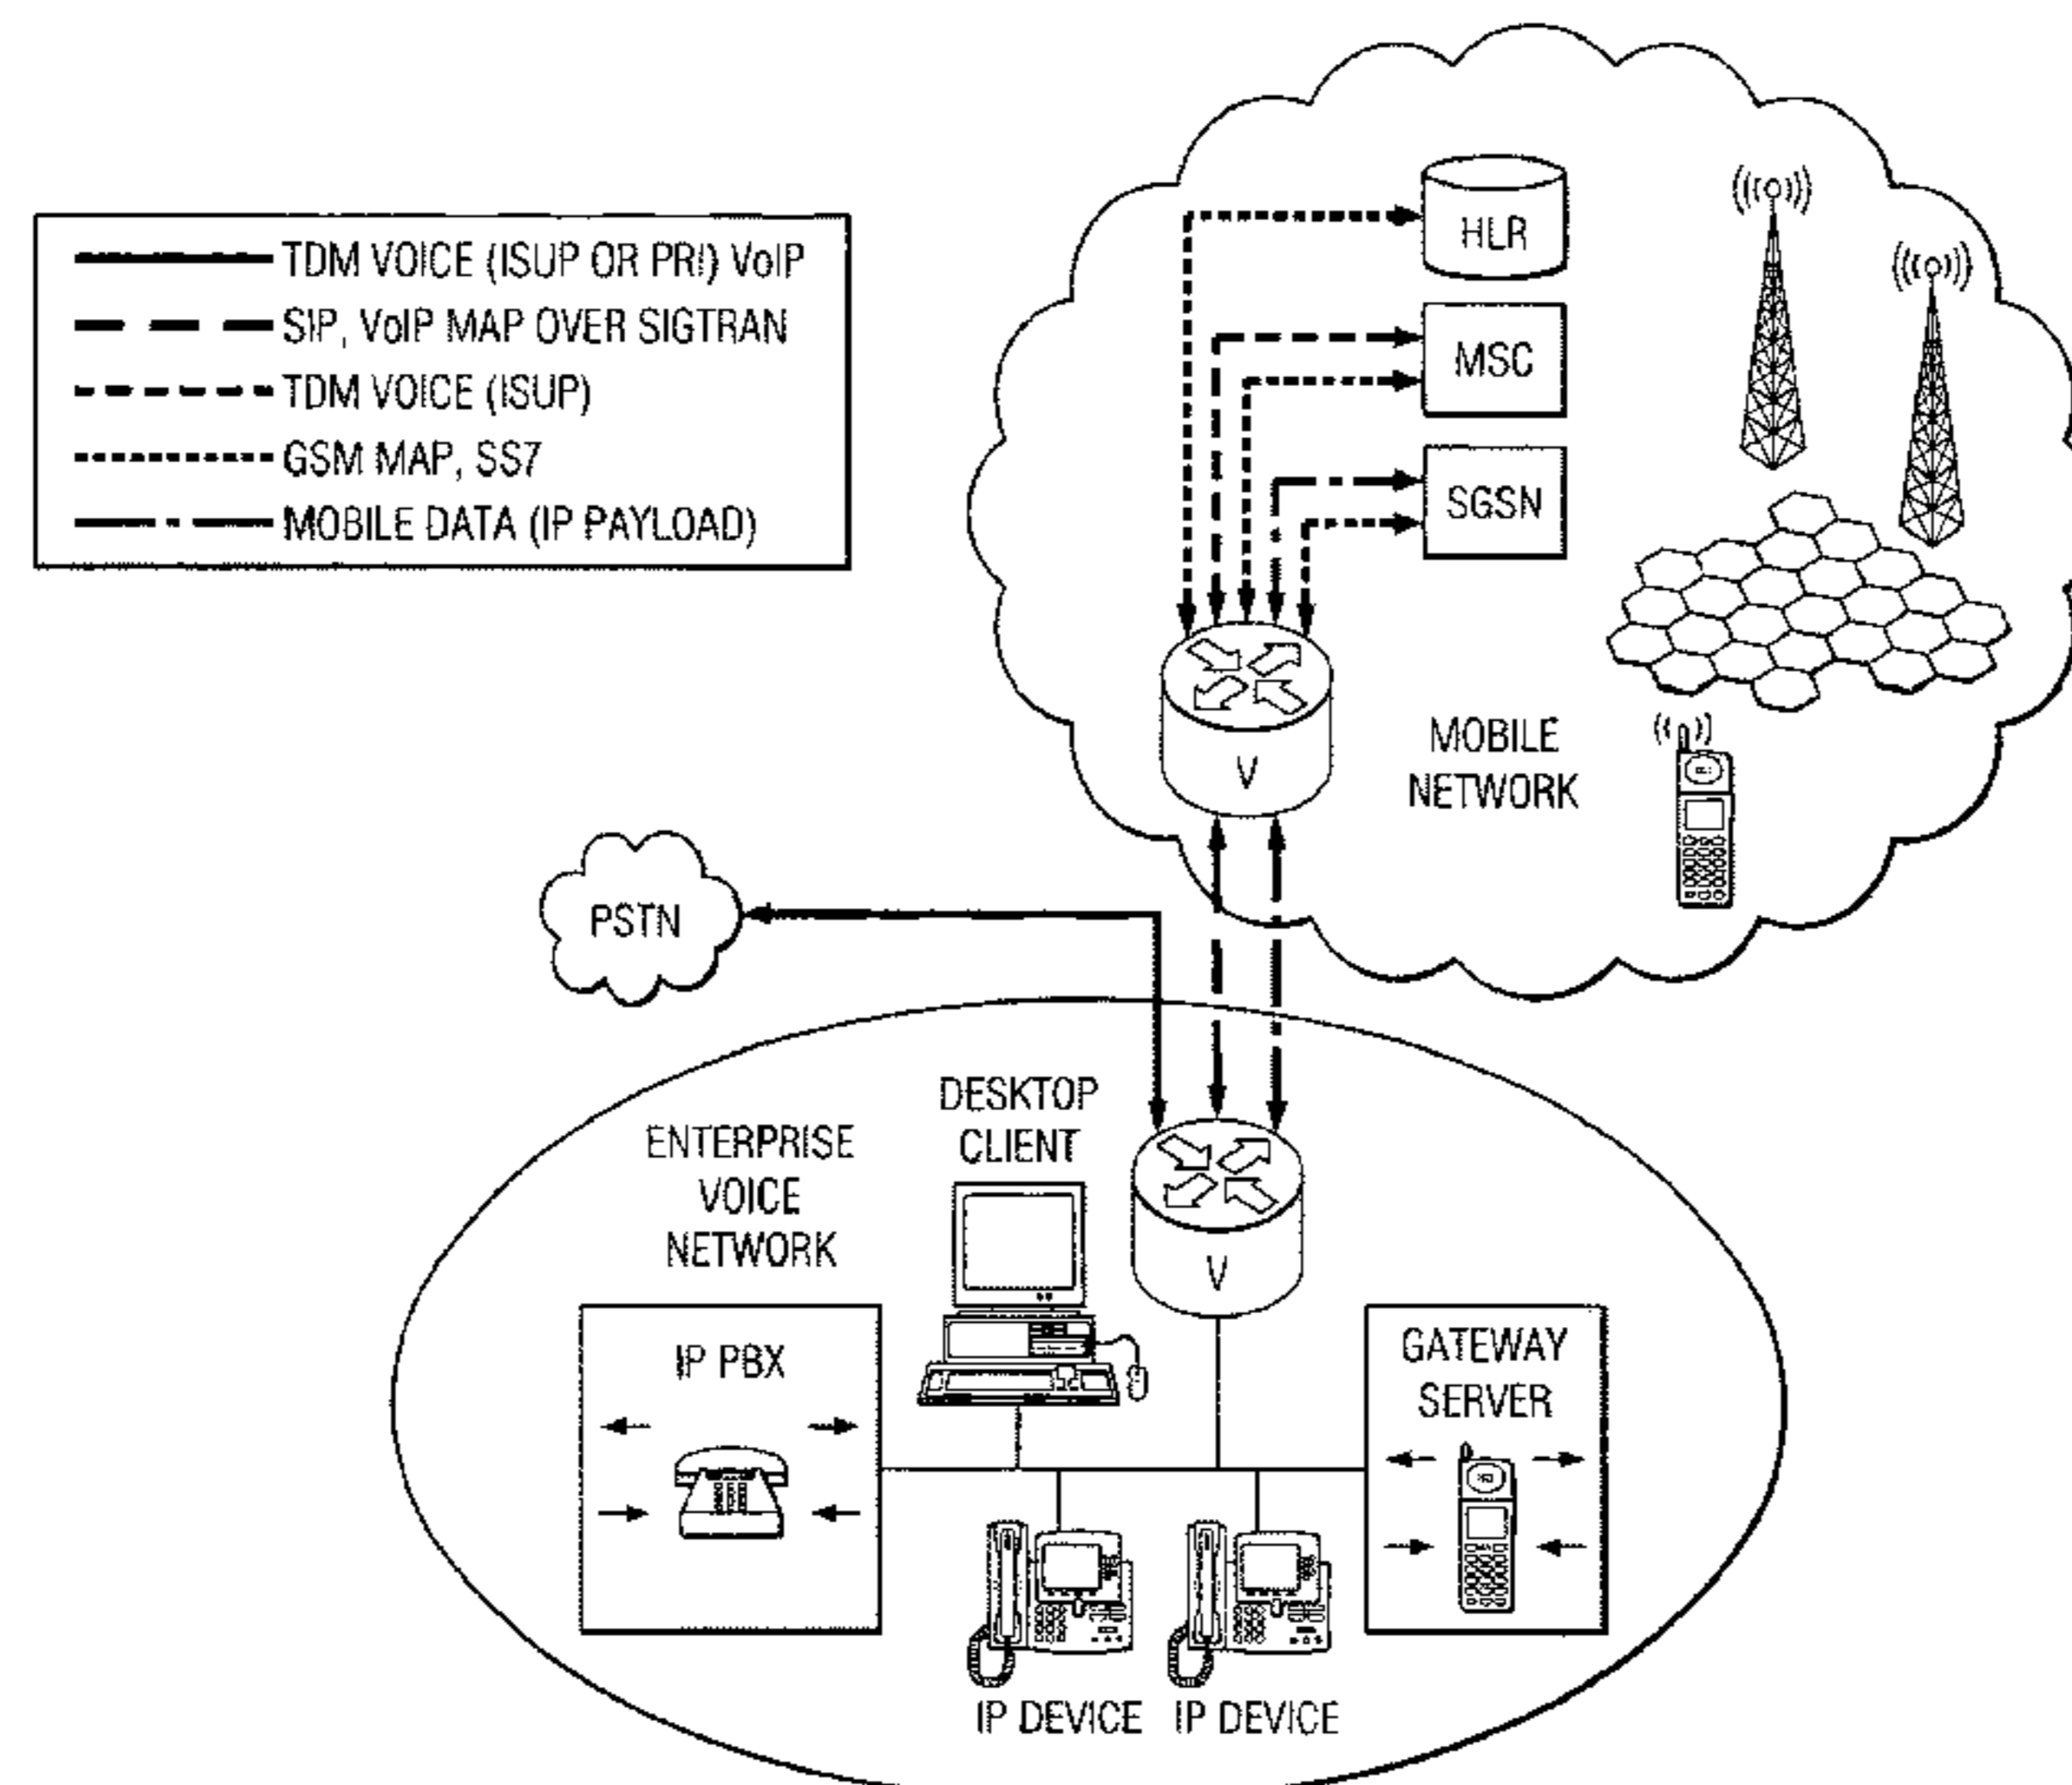 TDM VOICE (ISUP OR PRI) VoIP
SIP, VoIP MAP OVER SIGTRAN
TDM VOICE (ISUP)
GSM MAP, SS7
MOBILE DATA (IP PAYLOAD)
HLR
MSC
SGSN
V
MOBILE
NETWORK
PSTN
ENTERPRISE
VOICE
NETWORK
DESKTOP
CLIENT
V
IP PBX
GATEWAY
SERVER
IP DEVICE
IP DEVICE